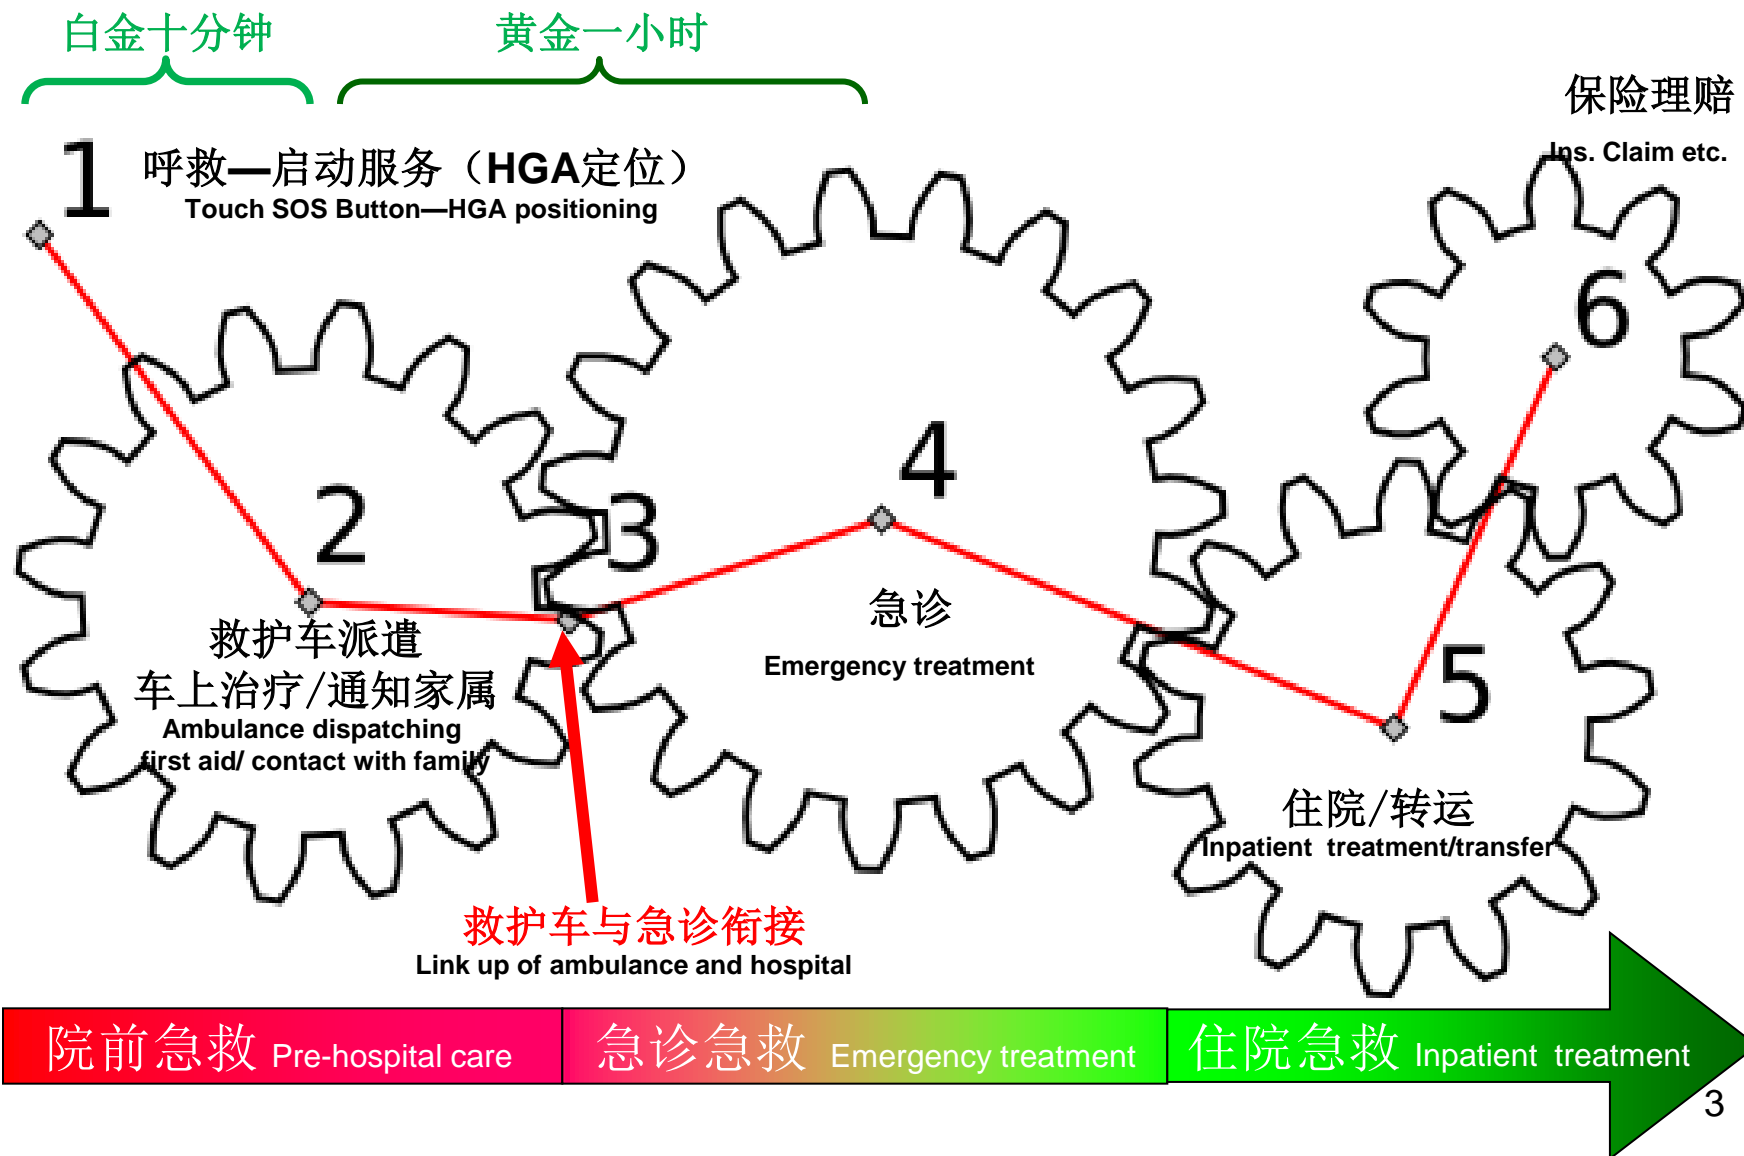 白金十分钟
黄金一小时
保险理赔
Ins. Claim etc.
1
呼救—启动服务（HGA定位）
Touch SOS Button—HGA positioning
2
救护车派遣
车上治疗/通知家属
Ambulance dispatching
first aid/ contact with family
3
4
急诊
Emergency treatment
5
住院/转运
Inpatient treatment/transfer
6
救护车与急诊衔接
Link up of ambulance and hospital
院前急救 Pre-hospital care
急诊急救 Emergency treatment
住院急救 Inpatient treatment
3